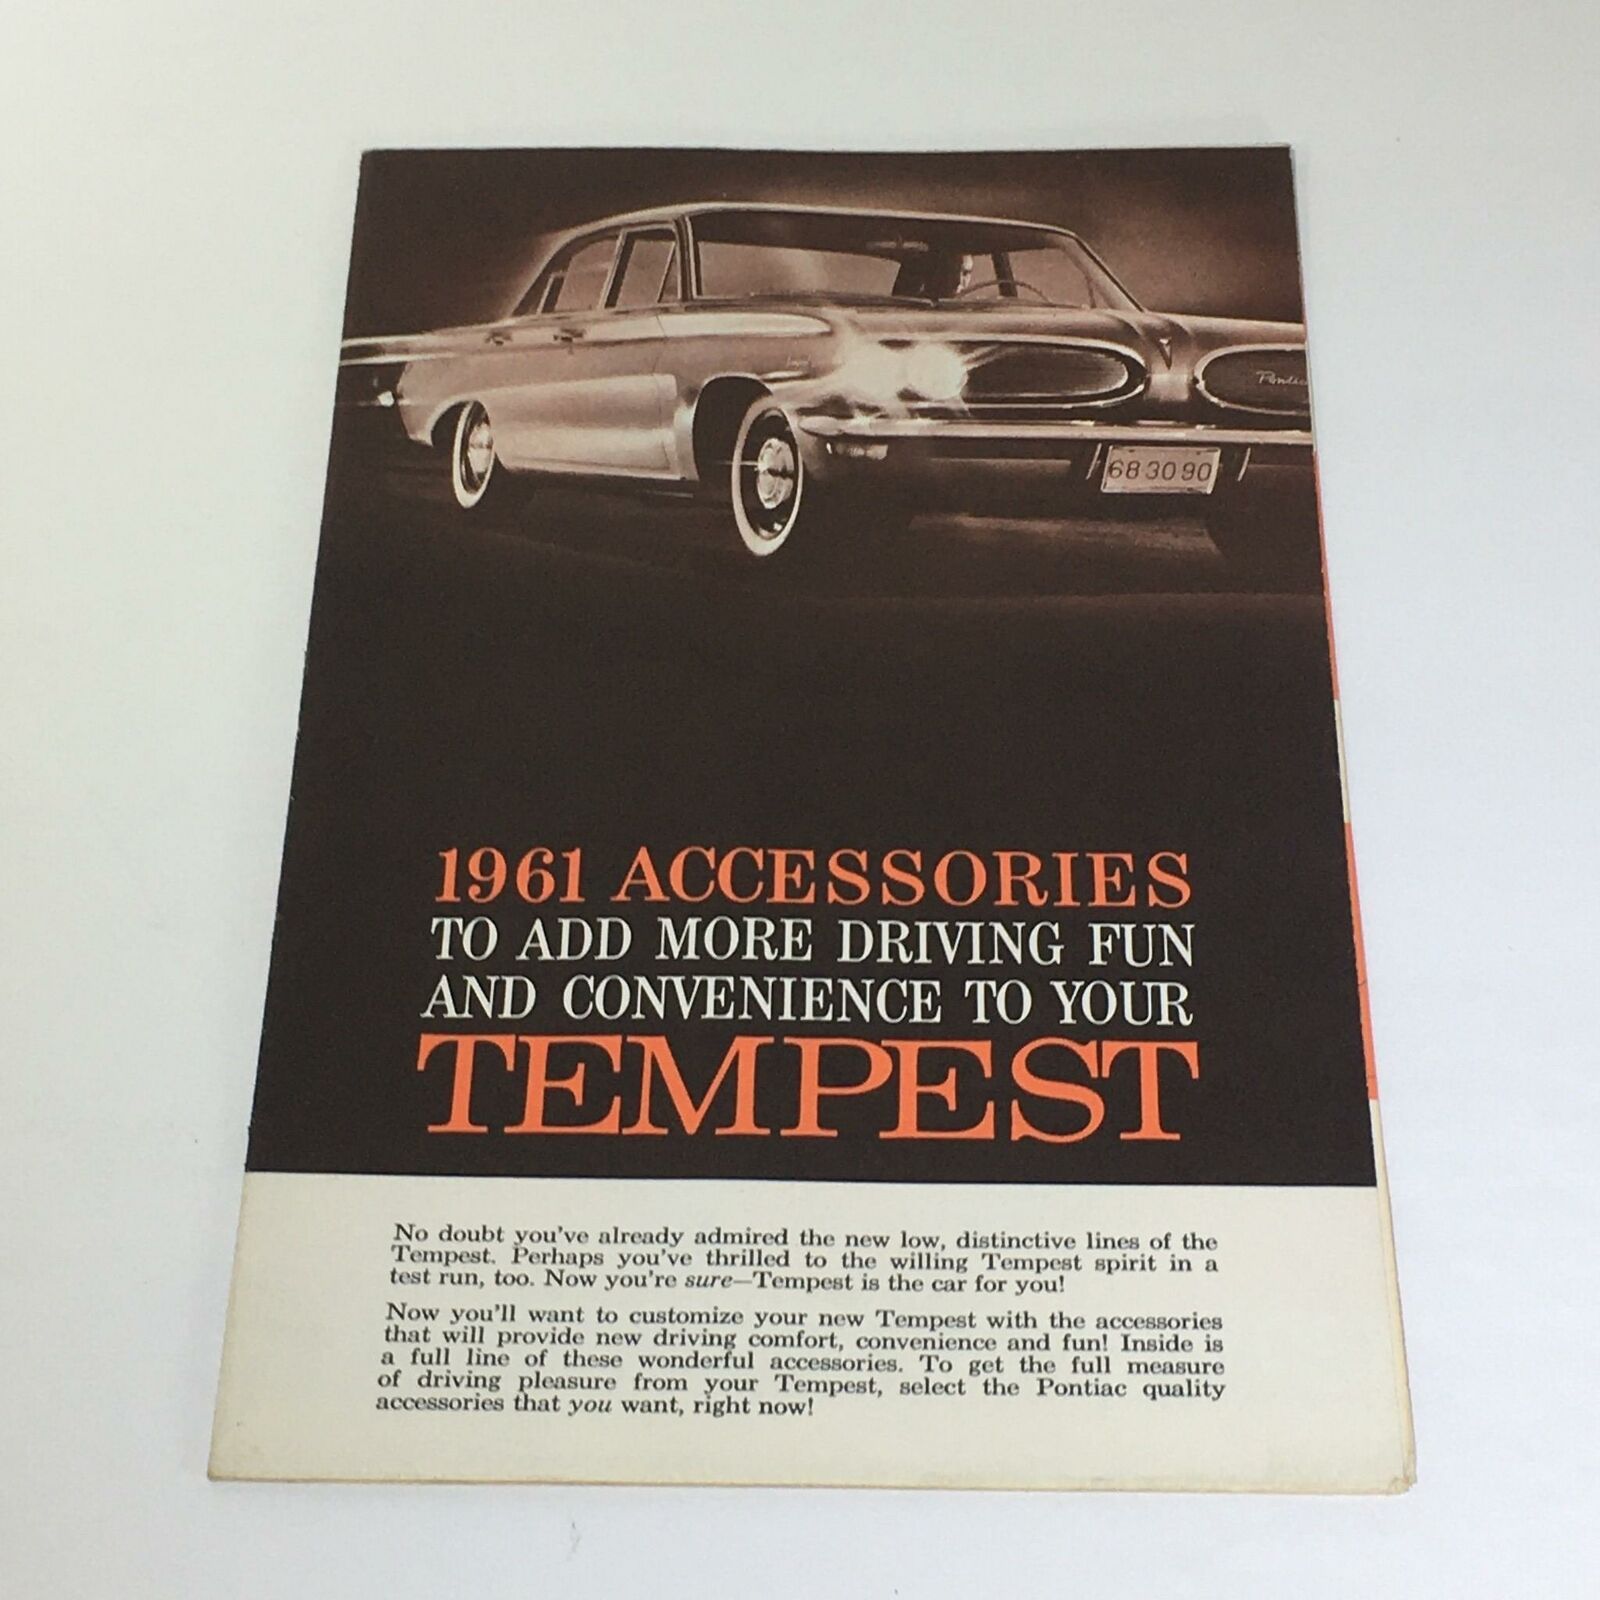 Tempest
Pontiac
68 30 90
1961 ACCESSORIES
TO ADD MORE DRIVING FUN
AND CONVENIENCE TO YOUR
TEMPEST
No doubt you've already admired the new low, distinctive lines of the
Tempest. Perhaps you've thrilled to the willing Tempest spirit in a
test run, too. Now you're sure—Tempest is the car for you!
Now you'll want to customize your new Tempest with the accessories
that will provide new driving comfort, convenience and fun! Inside is
a full line of these wonderful accessories. To get the full measure
of driving pleasure from your Tempest, select the Pontiac quality
accessories that you want, right now!